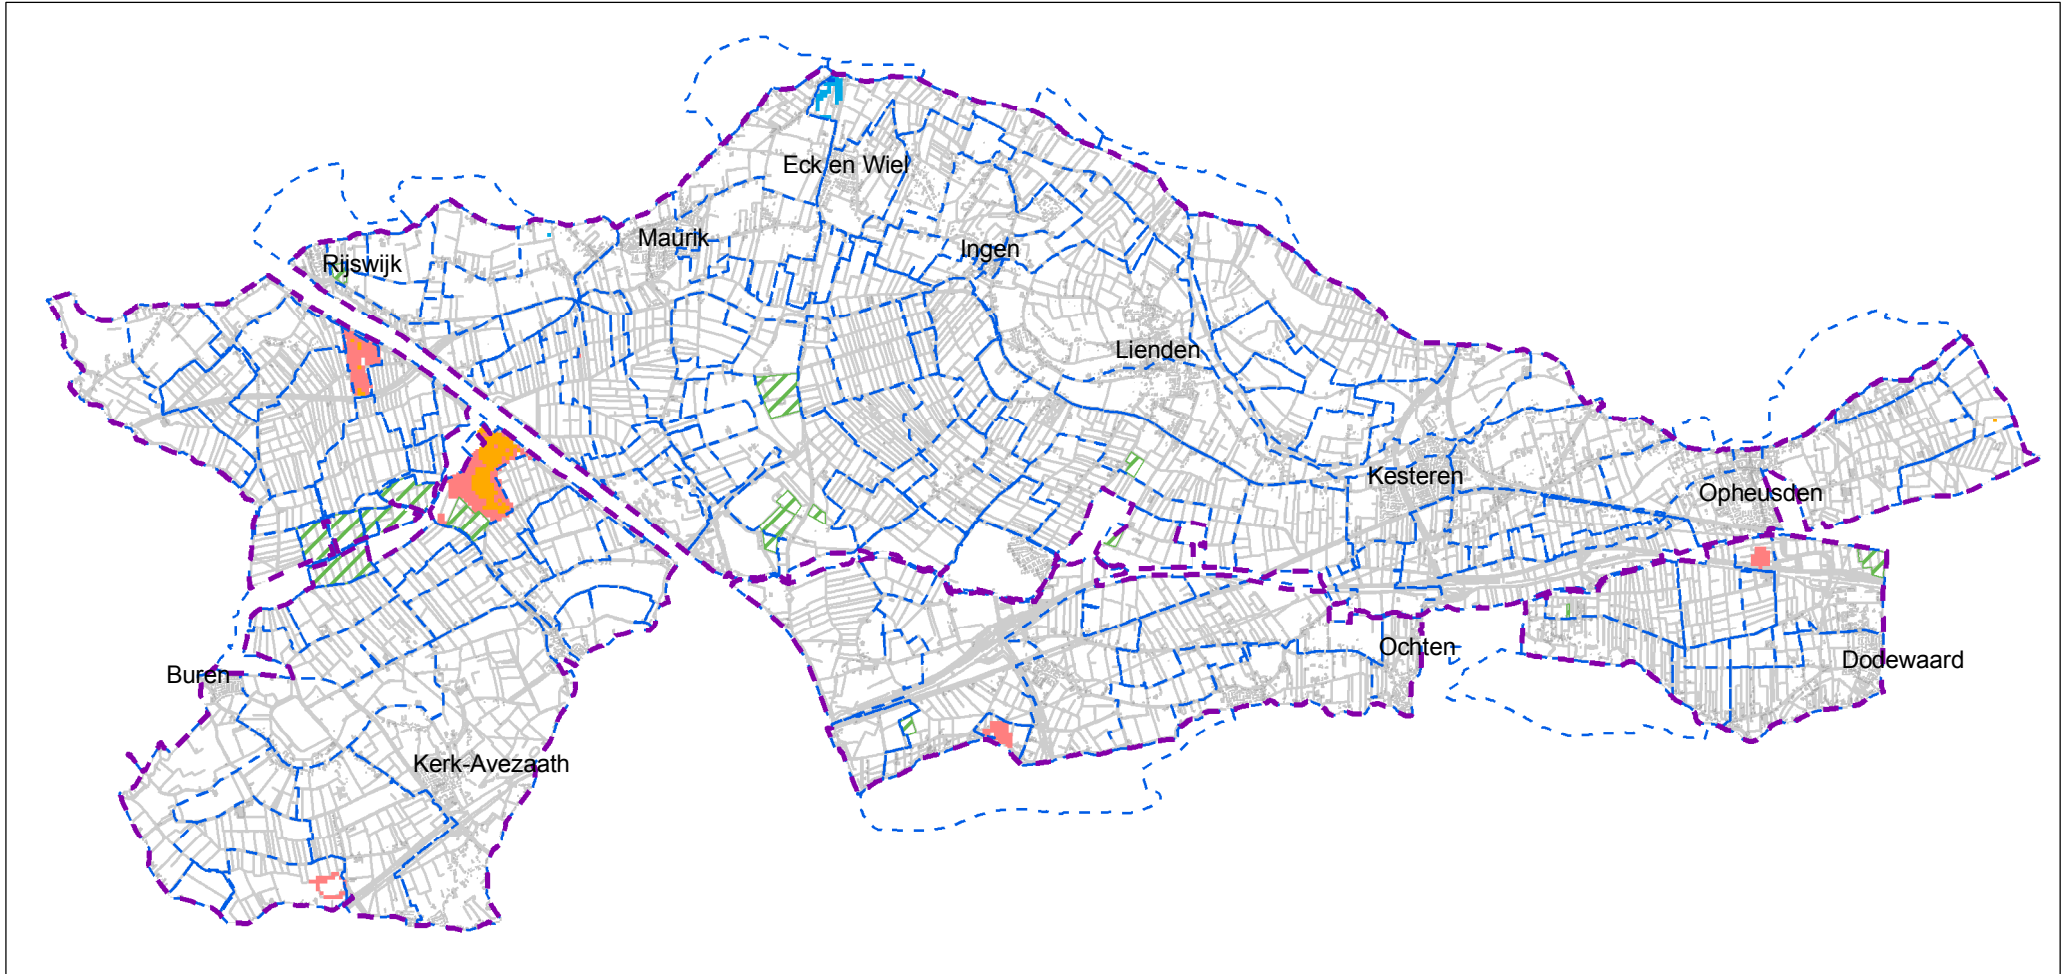 Eck en Wiel
Maurik
Ingen
Rijswijk
Lienden
Kesteren
Opheusden
Ochten
Dodewaard
Buren
Kerk-Avezaath